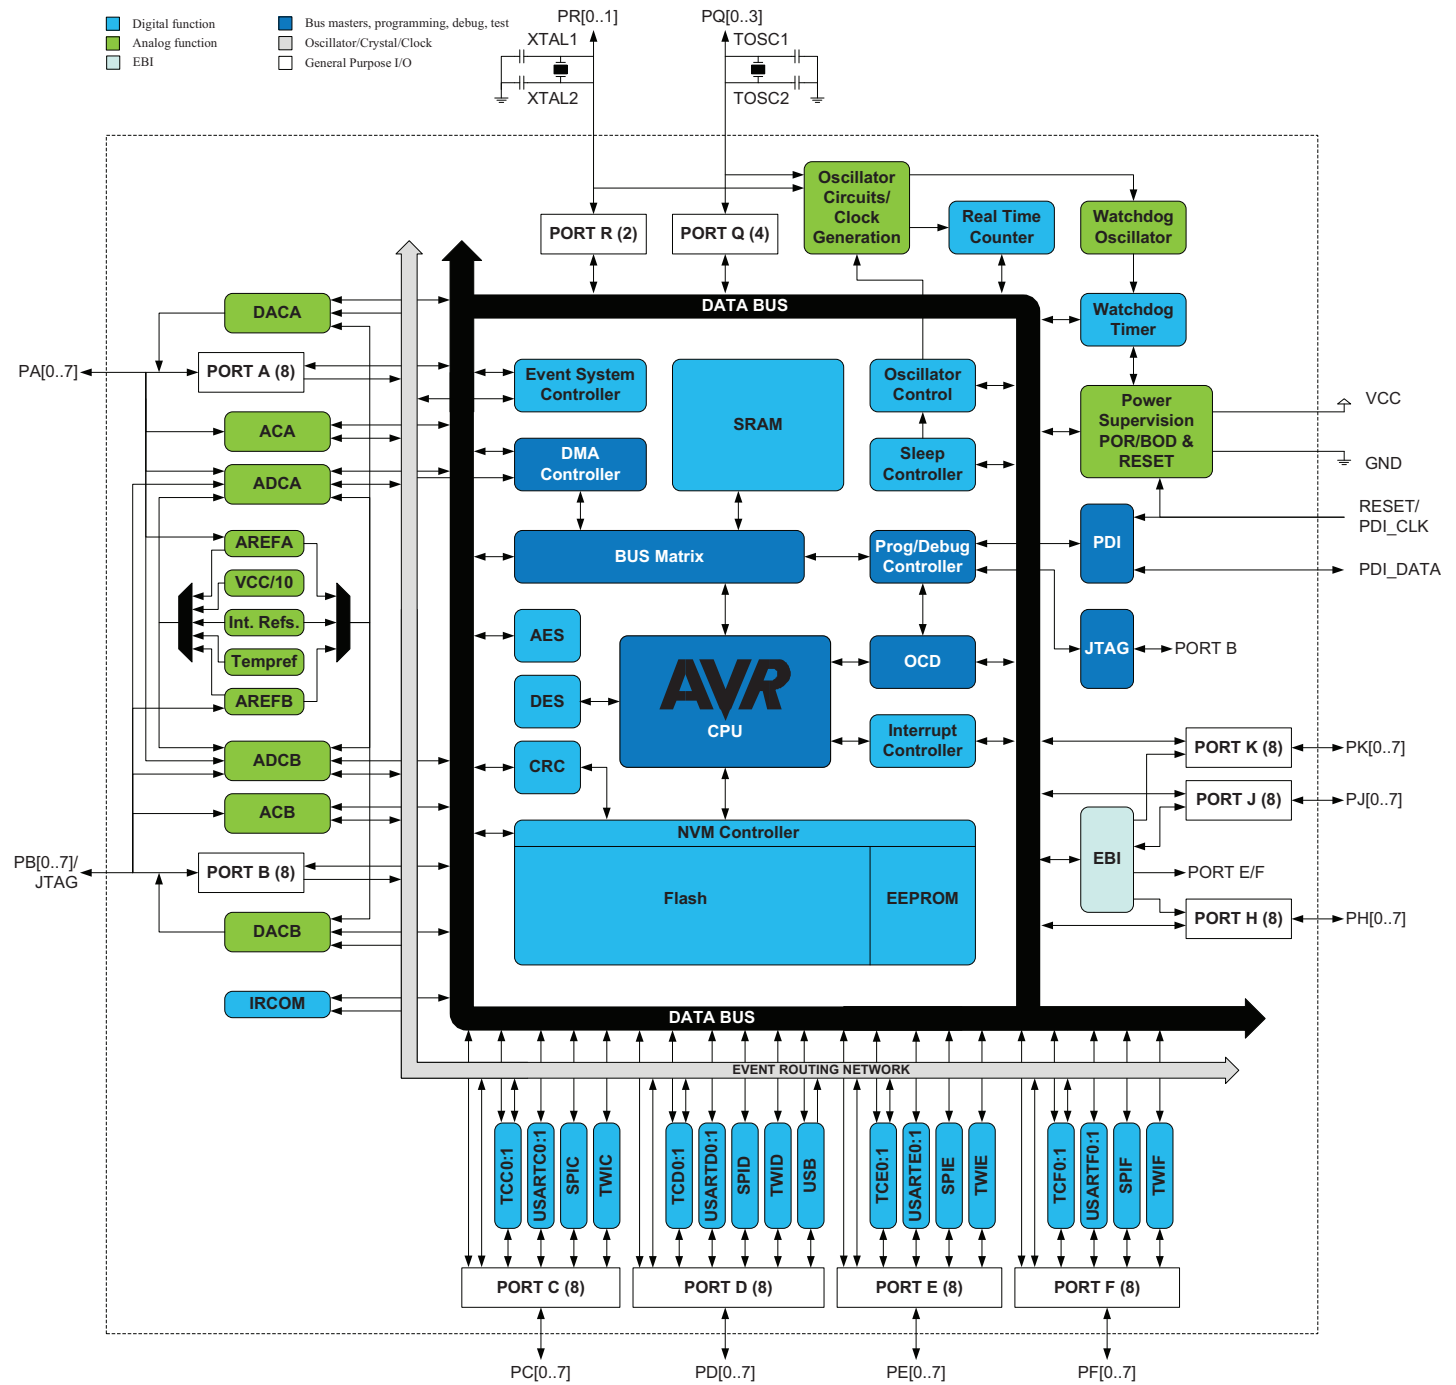 Digital function
Analog function
EBI
Bus masters, programming, debug, test
Oscillator/Crystal/Clock
General Purpose I/O
PR[0..1]
PQ[0..3]
XTAL1
XTAL2
TOSC1
TOSC2
Oscillator
Circuits/
Clock
Generation
Real Time
Counter
Watchdog
Oscillator
PORT R (2)
PORT Q (4)
DATA BUS
Watchdog
Timer
DACA
PA[0..7]
PORT A (8)
ACA
ADCA
AREFA
VCC/10
Int. Refs.
Tempref
AREFB
ADCB
ACB
PB[0..7]/
JTAG
PORT B (8)
DACB
IRCOM
Event System
Controller
SRAM
Oscillator
Control
DMA
Controller
Sleep
Controller
BUS Matrix
Prog/Debug
Controller
AES
DES
CRC
AVR
CPU
OCD
Interrupt
Controller
NVM Controller
Flash
EEPROM
Power
Supervision
POR/BOD &
RESET
VCC
GND
RESET/
PDI_CLK
PDI
PDI_DATA
JTAG
PORT B
PORT K (8)
PK[0..7]
PORT J (8)
PJ[0..7]
EBI
PORT E/F
PORT H (8)
PH[0..7]
DATA BUS
EVENT ROUTING NETWORK
TCC0:1
USARTC0:1
SPIC
TWIC
TCD0:1
USARTD0:1
SPID
TWID
USB
TCE0:1
USARTE0:1
SPIE
TWIE
TCF0:1
USARTF0:1
SPIF
TWIF
PORT C (8)
PORT D (8)
PORT E (8)
PORT F (8)
PC[0..7]
PD[0..7]
PE[0..7]
PF[0..7]